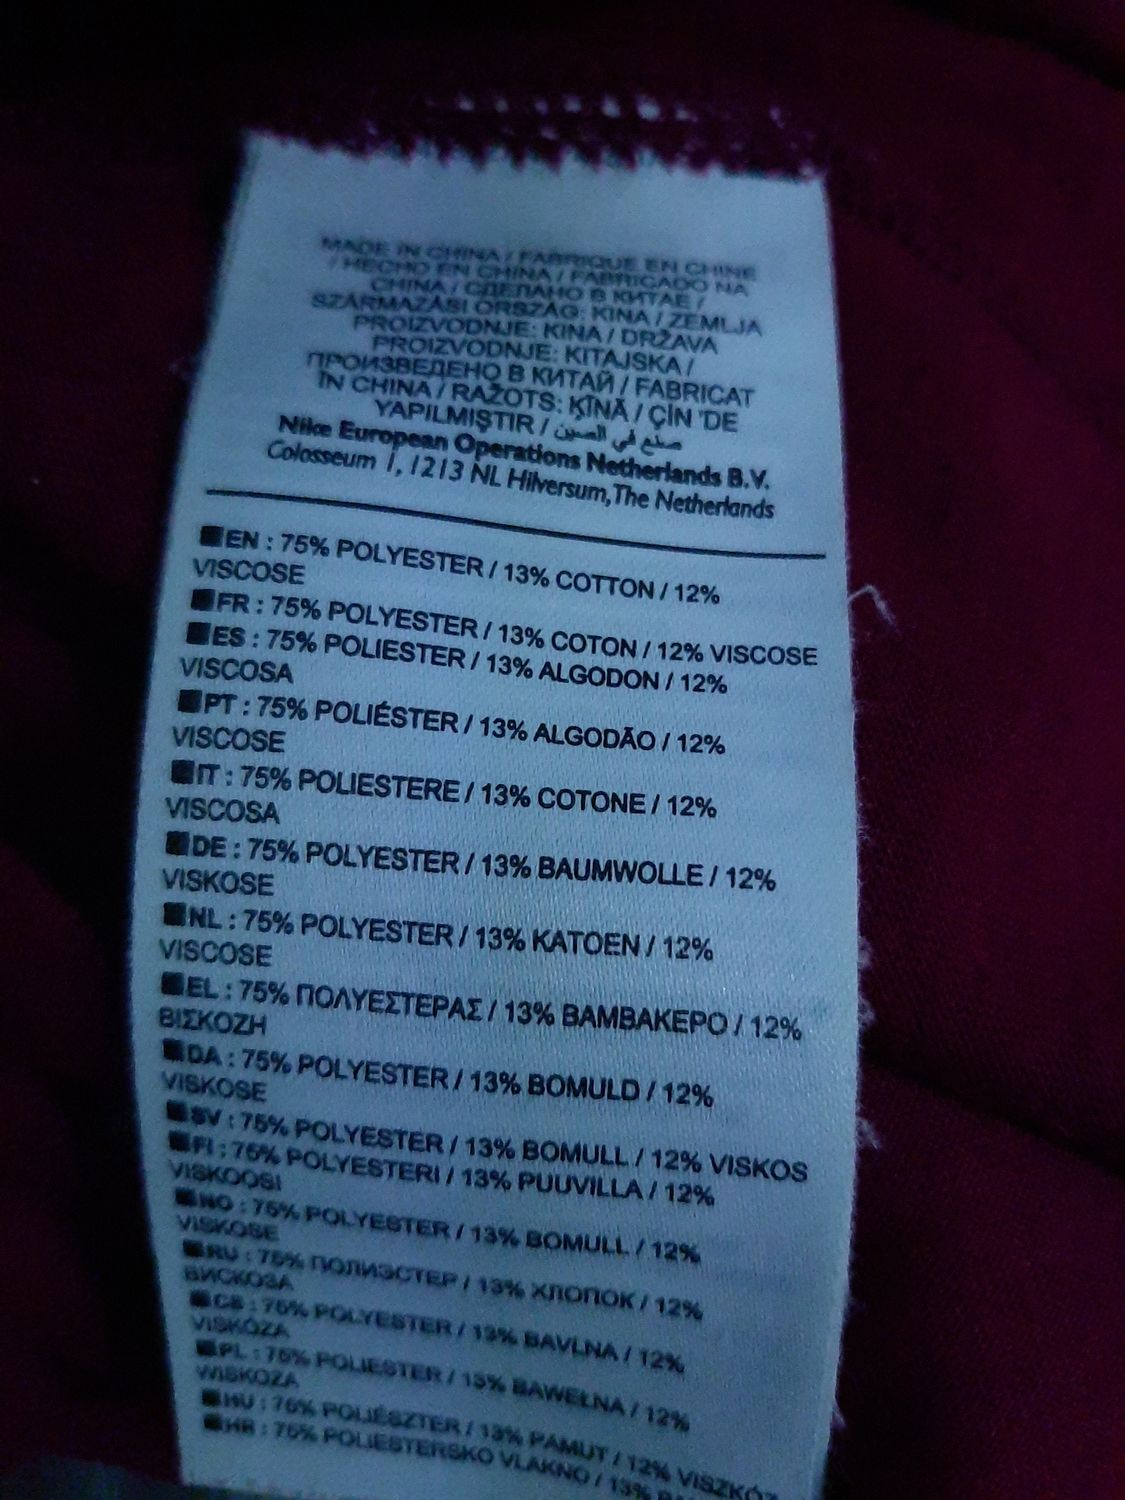 MADE IN CHINA / FABRIQUE EN CHINE
/ HECHO EN CHINA / FABRICADO NA
CHINA / СДЕЛАНО В КИТАЕ /
SZÁRMAZÁSI ORSZÁG: KÍNA / ZEMLJA
PROIZVODNJE: KINA / DRŽAVA
PROIZVODNJE: KITAJSKA /
ПРОИЗВЕДЕНО В КИТАЙ / FABRICAT
ÎN CHINA / RAŽOTS: ĶĪNĀ / ÇİN 'DE
YAPILMIŞTIR / صنع في الصين
Nike European Operations Netherlands B.V.
Colosseum 1, 1213 NL Hilversum, The Netherlands
EN : 75% POLYESTER / 13% COTTON / 12%
VISCOSE
FR : 75% POLYESTER / 13% COTON / 12% VISCOSE
ES : 75% POLIESTER / 13% ALGODON / 12%
VISCOSA
PT : 75% POLIÉSTER / 13% ALGODÃO / 12%
VISCOSE
IT : 75% POLIESTERE / 13% COTONE / 12%
VISCOSA
DE : 75% POLYESTER / 13% BAUMWOLLE / 12%
VISKOSE
NL : 75% POLYESTER / 13% KATOEN / 12%
VISCOSE
EL : 75% ΠΟΛΥΕΣΤΕΡΑΣ / 13% ΒΑΜΒΑΚΕΡΟ / 12%
ΒΙΣΚΟΖΗ
DA : 75% POLYESTER / 13% BOMULD / 12%
VISKOSE
SV : 75% POLYESTER / 13% BOMULL / 12% VISKOS
FI : 75% POLYESTERI / 13% PUUVILLA / 12%
VISKOOSI
NO : 75% POLYESTER / 13% BOMULL / 12%
VISKOSE
RU : 75% ПОЛИЭСТЕР / 13% ХЛОПОК / 12%
ВИСКОЗА
CS : 75% POLYESTER / 13% BAVLNA / 12%
VISKÓZA
PL : 75% POLIESTER / 13% BAWEŁNA / 12%
WISKOZA
HU : 75% POLIÉSZTER / 13% PAMUT / 12%
HR : 75% POLIESTERSKO VLAKNO / 13%